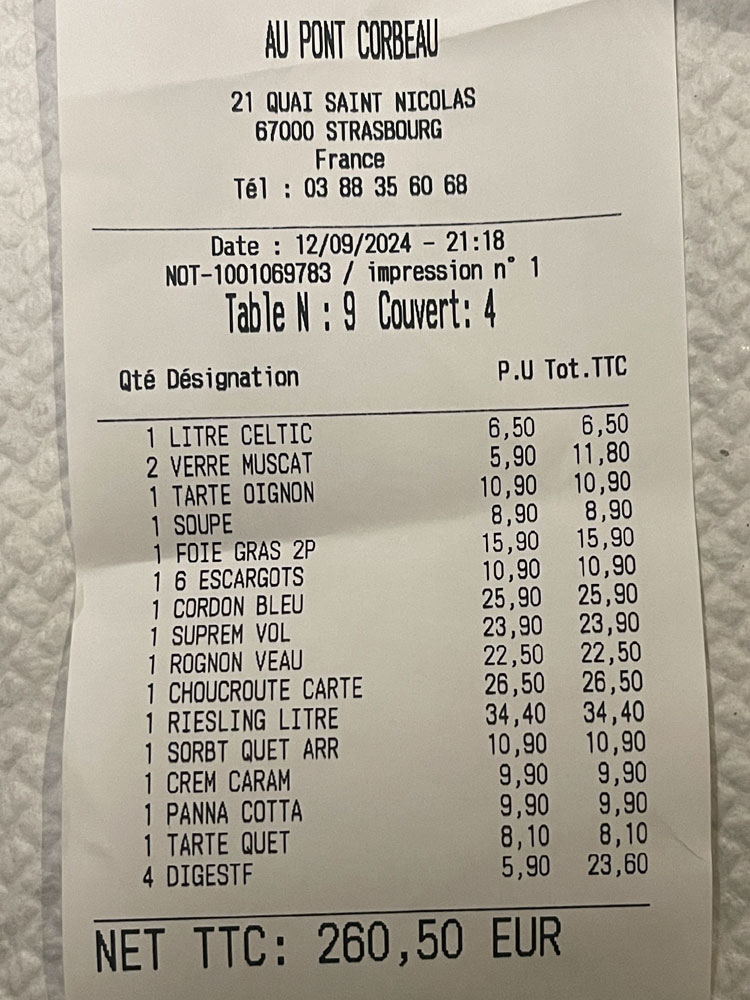 AU PONT CORBEAU
21 QUAI SAINT NICOLAS
67000 STRASBOURG
France
Tél : 03 88 35 60 68
Date : 12/09/2024 - 21:18
NOT-1001069783 / impression n° 1
Table N : 9 Couvert: 4
Qté Désignation P.U Tot.TTC
1 LITRE CELTIC 6,50 6,50
2 VERRE MUSCAT 5,90 11,80
1 TARTE OIGNON 10,90 10,90
1 SOUPE 8,90 8,90
1 FOIE GRAS 2P 15,90 15,90
1 6 ESCARGOTS 10,90 10,90
1 CORDON BLEU 25,90 25,90
1 SUPREM VOL 23,90 23,90
1 ROGNON VEAU 22,50 22,50
1 CHOUCROUTE CARTE 26,50 26,50
1 RIESLING LITRE 34,40 34,40
1 SORBT QUET ARR 10,90 10,90
1 CREM CARAM 9,90 9,90
1 PANNA COTTA 9,90 9,90
1 TARTE QUET 8,10 8,10
4 DIGESTF 5,90 23,60
NET TTC: 260,50 EUR